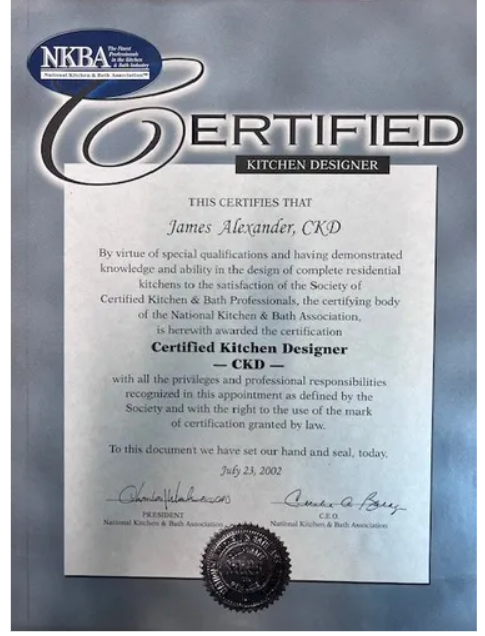 NKBA
The Finest
Professionals
in the Kitchen
& Bath Industry
National Kitchen & Bath Association™
CERTIFIED
KITCHEN DESIGNER
THIS CERTIFIES THAT
James Alexander, CKD
By virtue of special qualifications and having demonstrated
knowledge and ability in the design of complete residential
kitchens to the satisfaction of the Society of
Certified Kitchen & Bath Professionals, the certifying body
of the National Kitchen & Bath Association,
is herewith awarded the certification
Certified Kitchen Designer
— CKD —
with all the privileges and professional responsibilities
recognized in this appointment as defined by the
Society and with the right to the use of the mark
of certification granted by law.
To this document we have set our hand and seal, today.
July 23, 2002
PRESIDENT
National Kitchen & Bath Association
C.E.O.
National Kitchen & Bath Association